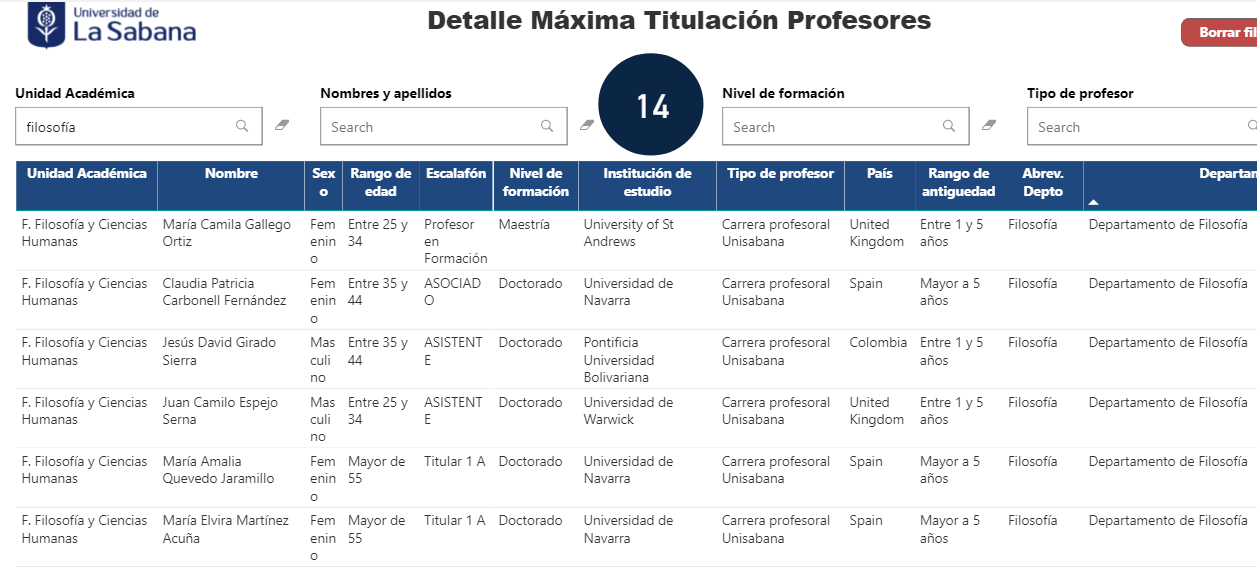 Universidad de
La Sabana
Detalle Máxima Titulación Profesores
Borrar fil
Unidad Académica
Nombres y apellidos
14
Nivel de formación
Tipo de profesor
filosofía
Search
Search
Search
Unidad Académica Nombre Sexo Rango de edad Escalafón Nivel de formación Institución de estudio Tipo de profesor País Rango de antiguedad Abrev. Depto Departan
F. Filosofía y Ciencias Humanas María Camila Gallego Ortiz Femenino Entre 25 y 34 Profesor en Formación Maestría University of St Andrews Carrera profesoral Unisabana United Kingdom Entre 1 y 5 años Filosofía Departamento de Filosofía
F. Filosofía y Ciencias Humanas Claudia Patricia Carbonell Fernández Femenino Entre 35 y 44 ASOCIADO Doctorado Universidad de Navarra Carrera profesoral Unisabana Spain Mayor a 5 años Filosofía Departamento de Filosofía
F. Filosofía y Ciencias Humanas Jesús David Girado Sierra Masculino Entre 35 y 44 ASISTENTE Doctorado Pontificia Universidad Bolivariana Carrera profesoral Unisabana Colombia Entre 1 y 5 años Filosofía Departamento de Filosofía
F. Filosofía y Ciencias Humanas Juan Camilo Espejo Serna Masculino Entre 25 y 34 ASISTENTE Doctorado Universidad de Warwick Carrera profesoral Unisabana United Kingdom Entre 1 y 5 años Filosofía Departamento de Filosofía
F. Filosofía y Ciencias Humanas María Amalia Quevedo Jaramillo Femenino Mayor de 55 Titular 1 A Doctorado Universidad de Navarra Carrera profesoral Unisabana Spain Mayor a 5 años Filosofía Departamento de Filosofía
F. Filosofía y Ciencias Humanas María Elvira Martínez Acuña Femenino Mayor de 55 Titular 1 A Doctorado Universidad de Navarra Carrera profesoral Unisabana Spain Mayor a 5 años Filosofía Departamento de Filosofía